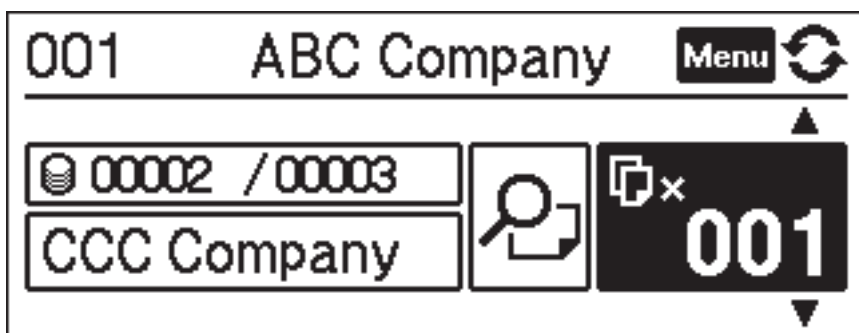 001 ABC Company Menu
00002 /00003
CCC Company
×001